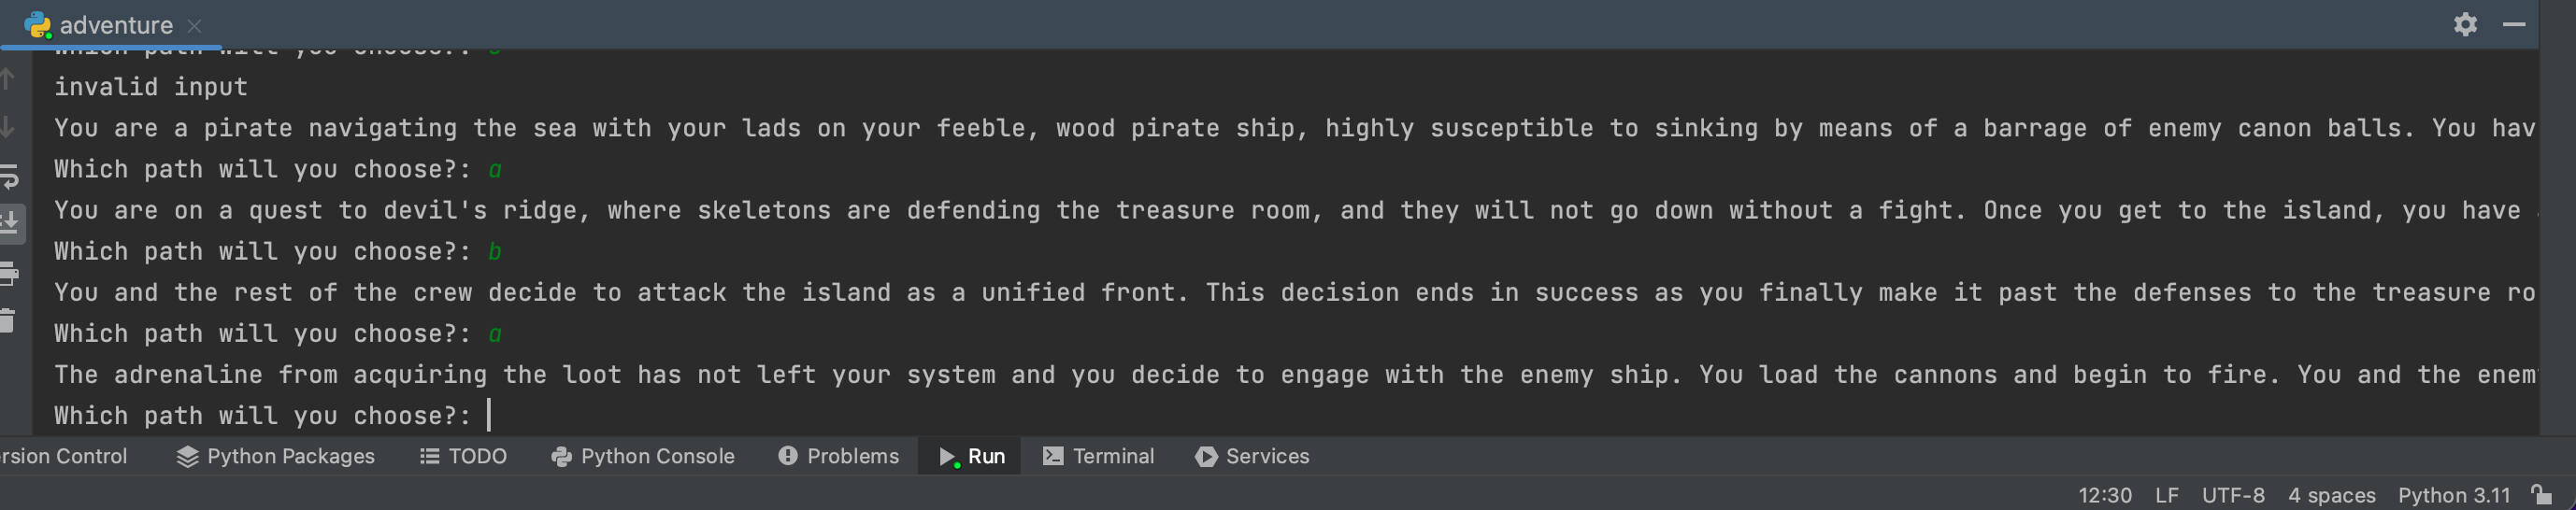 adventure
Which path will you choose?:
invalid input
You are a pirate navigating the sea with your lads on your feeble, wood pirate ship, highly susceptible to sinking by means of a barrage of enemy canon balls. You hav
Which path will you choose?: a
You are on a quest to devil's ridge, where skeletons are defending the treasure room, and they will not go down without a fight. Once you get to the island, you have
Which path will you choose?: b
You and the rest of the crew decide to attack the island as a unified front. This decision ends in success as you finally make it past the defenses to the treasure ro
Which path will you choose?: a
The adrenaline from acquiring the loot has not left your system and you decide to engage with the enemy ship. You load the cannons and begin to fire. You and the enem
Which path will you choose?:
rsion Control Python Packages TODO Python Console Problems Run Terminal Services
12:30 LF UTF-8 4 spaces Python 3.11